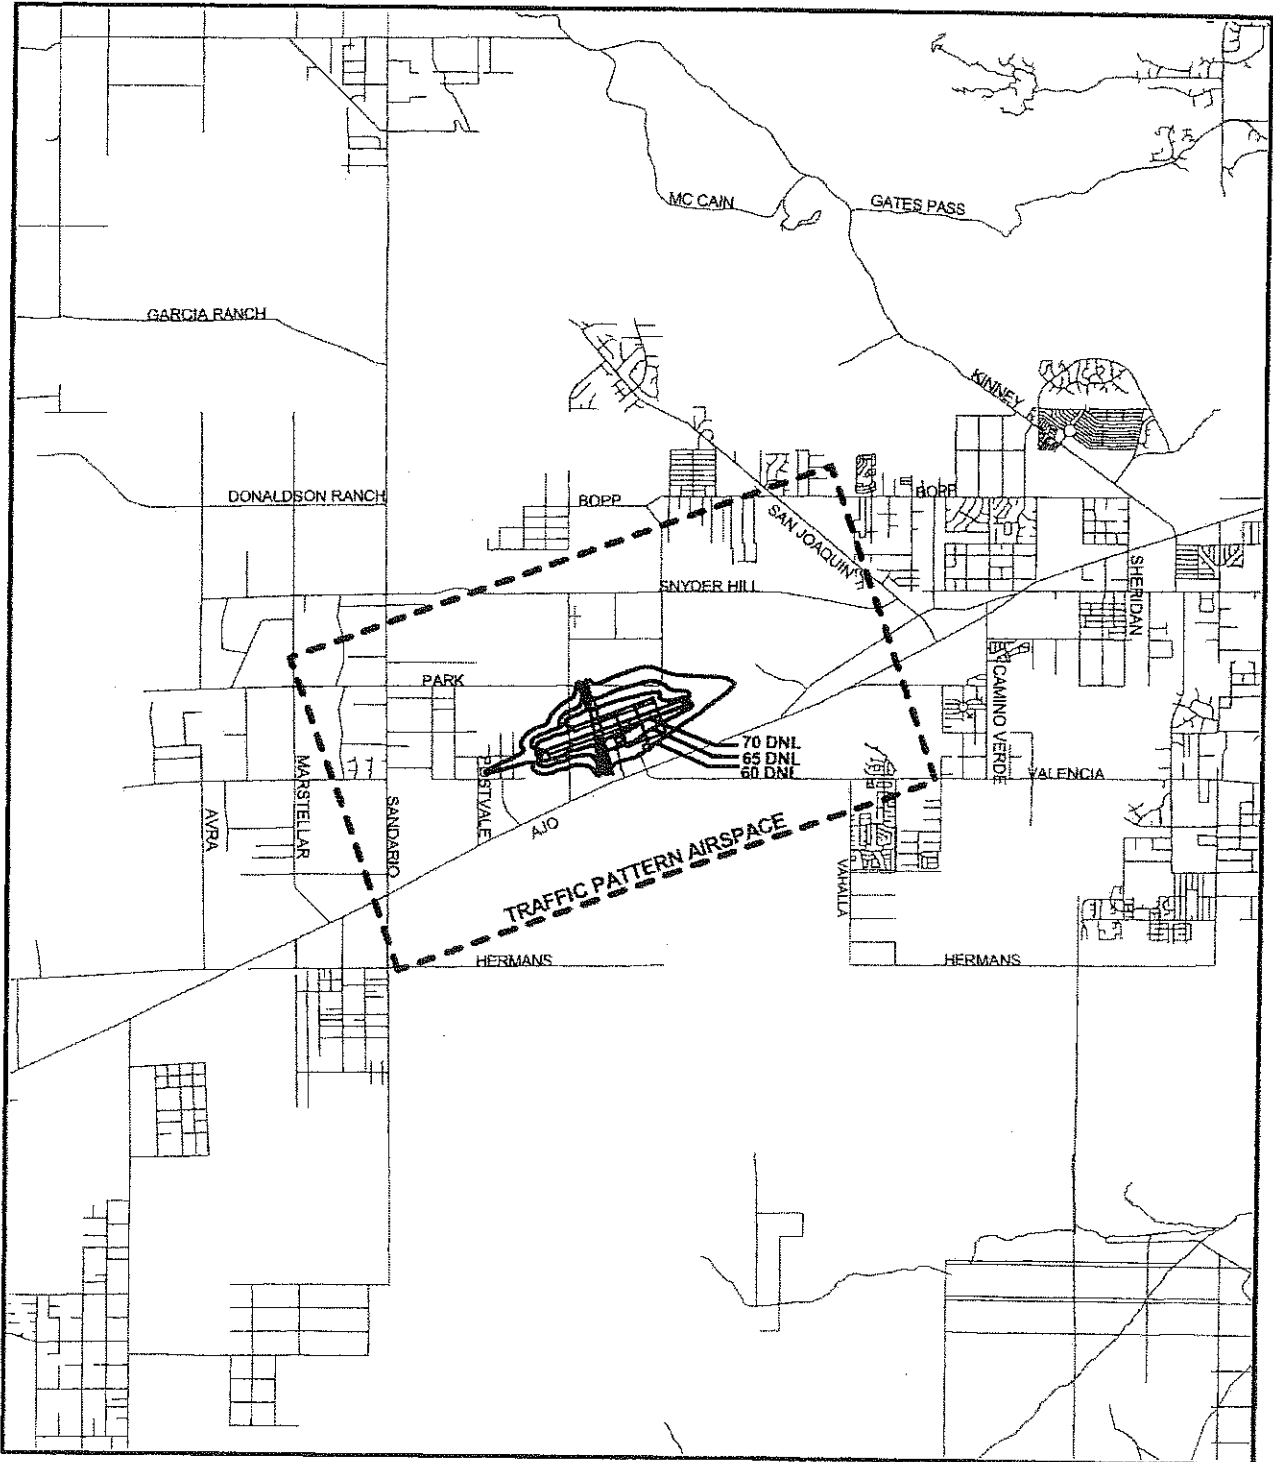 MC CAIN
GATES PASS
GARCIA RANCH
KINNEY
DONALDSON RANCH
BOPP
BOPP
SAN JOAQUIN
SNYDER HILL
SHERIDAN
PARK
CAMINO VERDE
70 DNL
65 DNL
60 DNL
VALENCIA
MARSTELLAR
SANDARIO
AVRA
AJO
TRAFFIC PATTERN AIRSPACE
VAHALLA
HERMANS
HERMANS